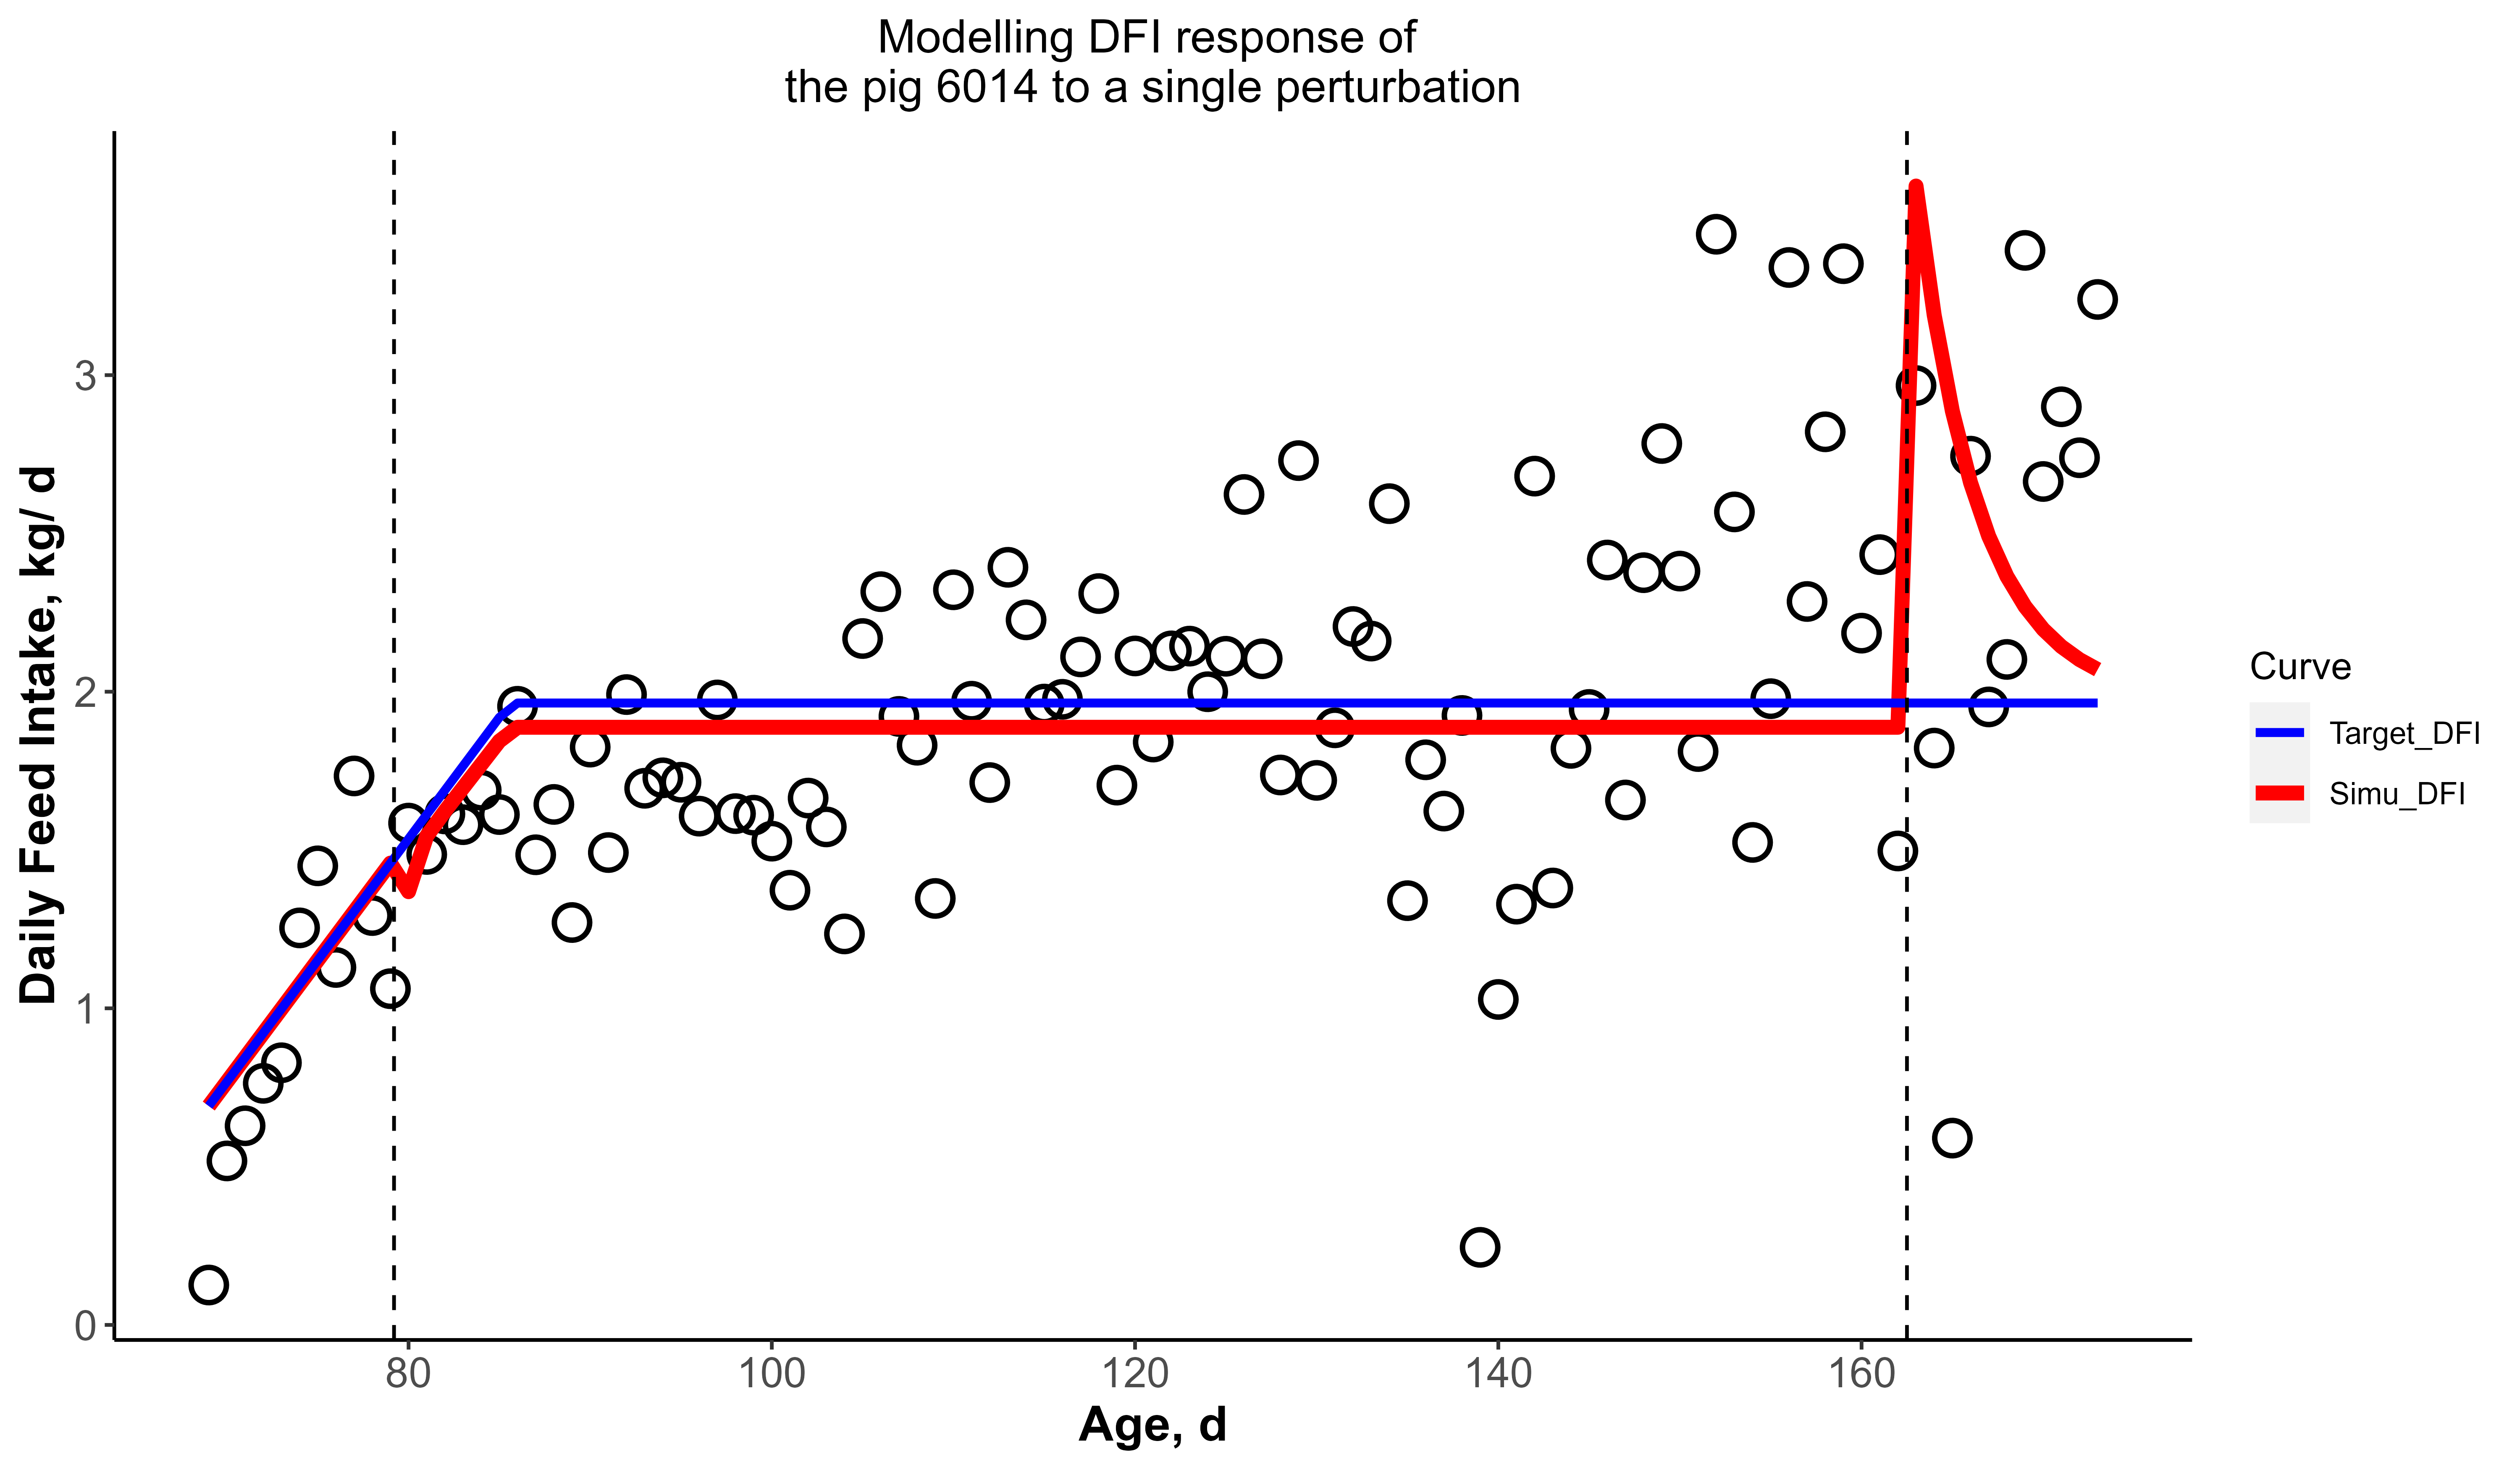 Modelling DFI response of
the pig 6014 to a single perturbation
Daily Feed Intake, kg/ d
3
2
1
0
80
100
120
140
160
Age, d
Curve
Target_DFI
Simu_DFI